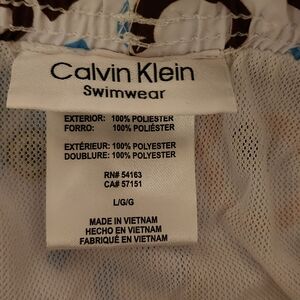 Calvin Klein
Swimwear
EXTERIOR: 100% POLYESTER
FORRO: 100% POLIÉSTER
EXTÉRIEUR: 100% POLYESTER
DOUBLURE: 100% POLYESTER
RN# 54163
CA# 57151
L/G/G
MADE IN VIETNAM
HECHO EN VIETNAM
FABRIQUÉ EN VIETNAM